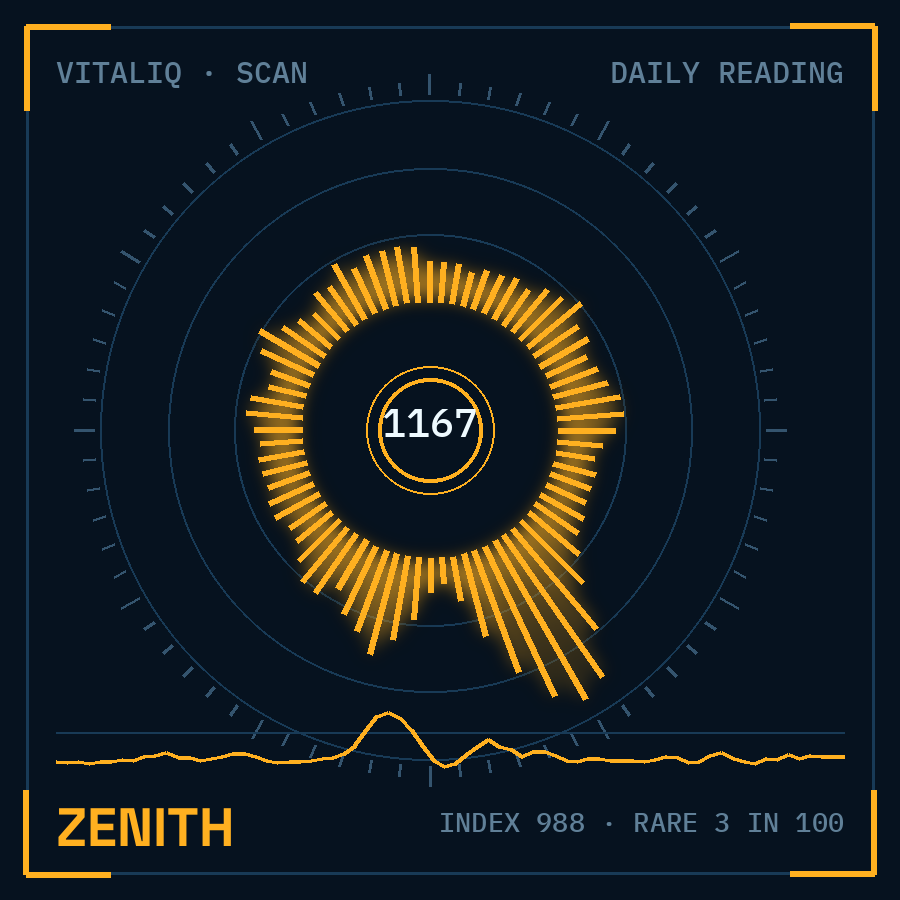 VITALIQ · SCAN
DAILY READING
1167
ZENITH
INDEX 988 · RARE 3 IN 100